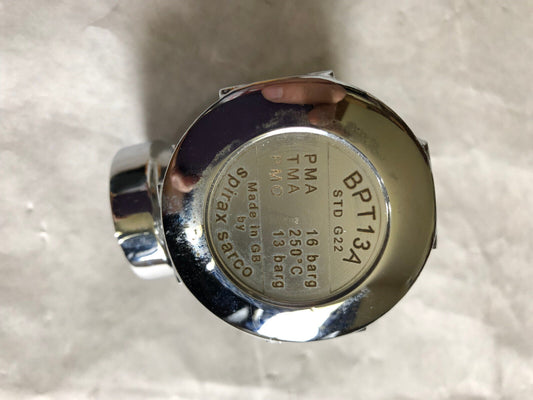 BPT13A
STD G22
PMA 16 barg
TMA 250°C
PMO 13 barg
Made in GB
by
spirax sarco